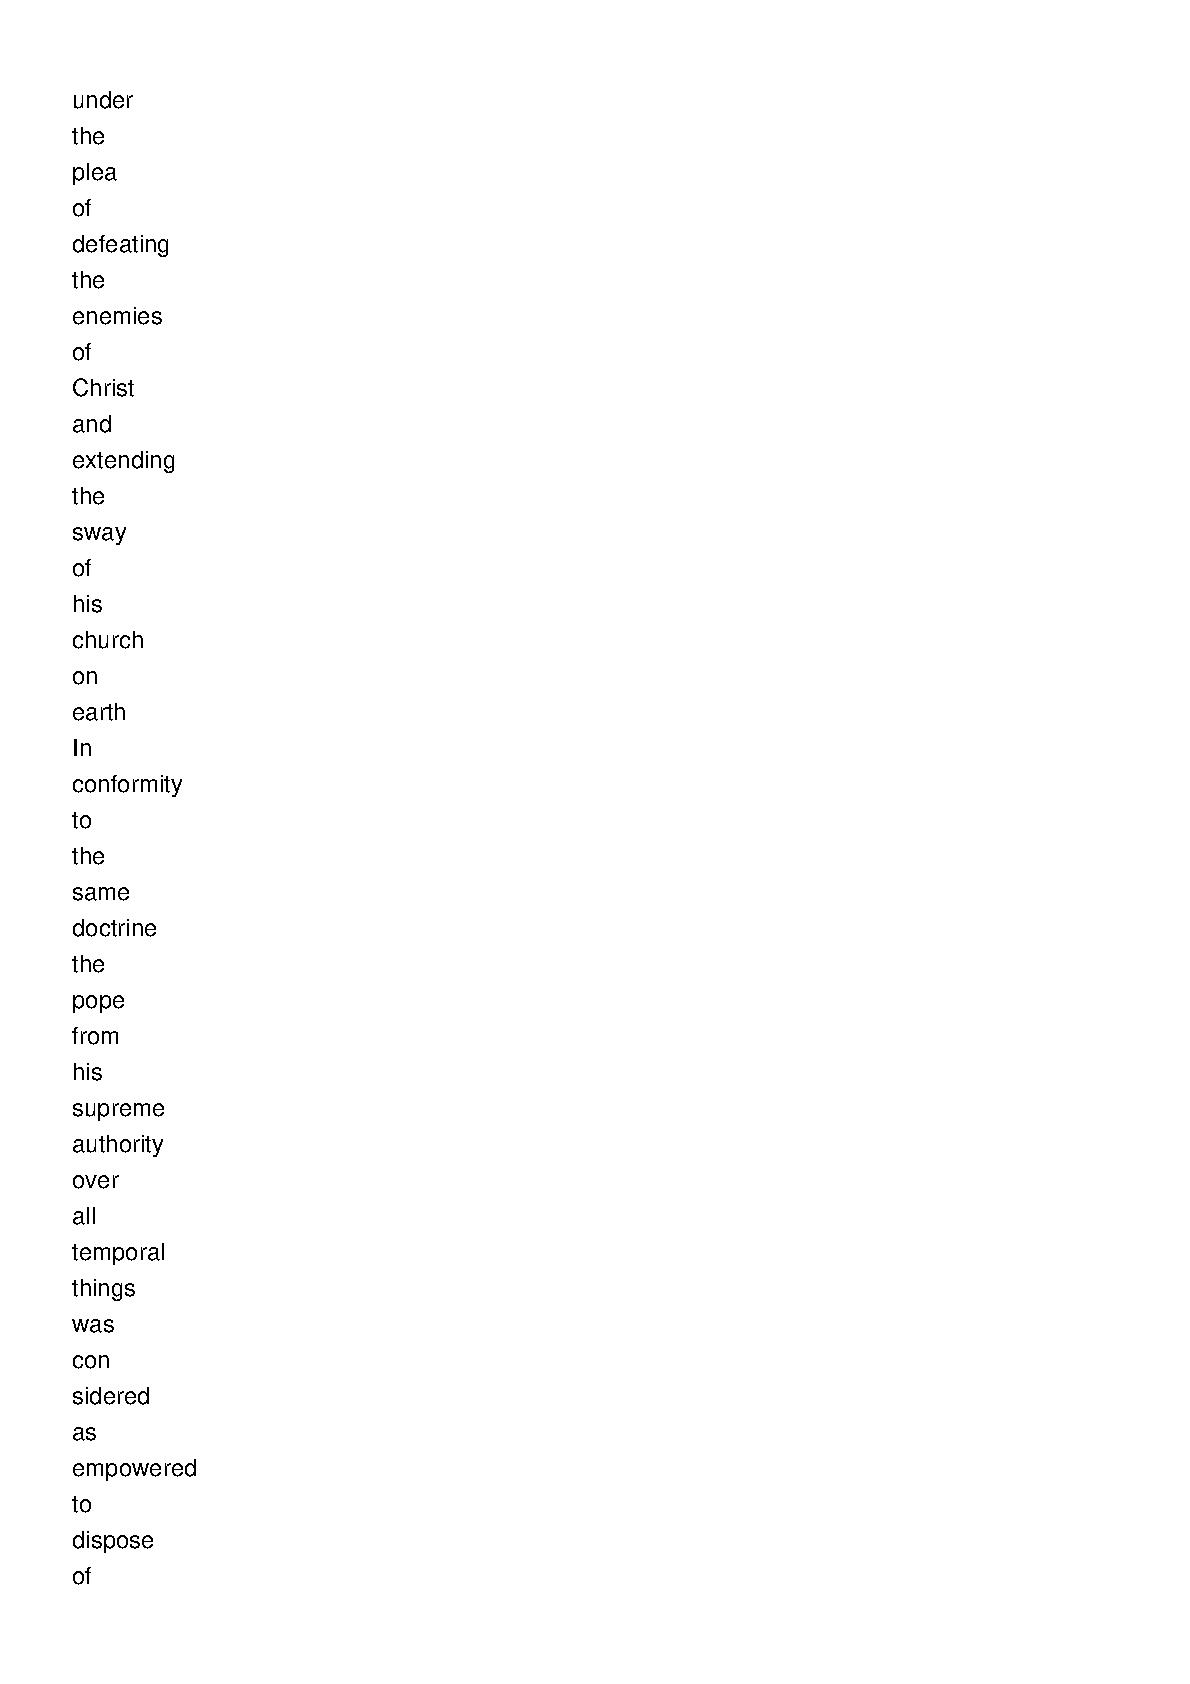 under
the
plea
of
defeating
the
enemies
of
Christ
and
extending
the
sway
of
his
church
on
earth
In
conformity
to
the
same
doctrine
the
pope
from
his
supreme
authority
over
all
temporal
things
was
con
sidered
as
empowered
to
dispose
of